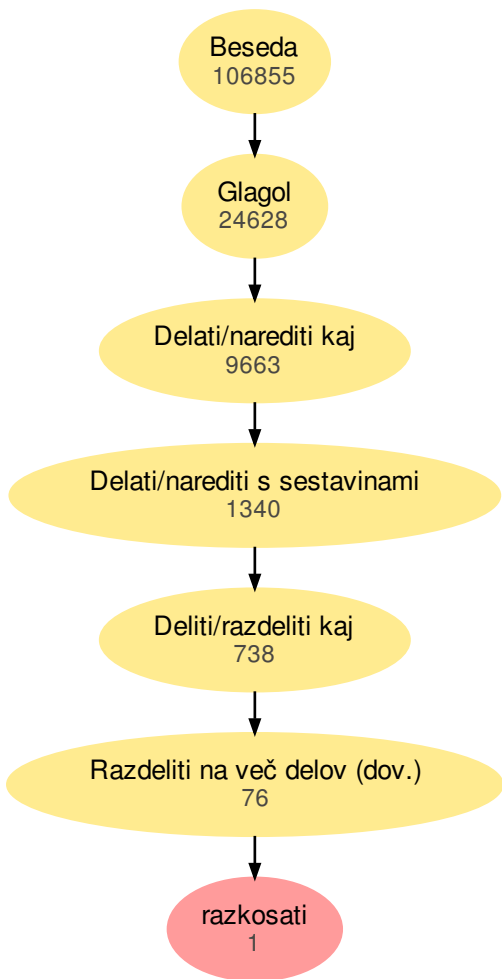 Beseda
106855
Glagol
24628
Delati/narediti kaj
9663
Delati/narediti s sestavinami
1340
Deliti/razdeliti kaj
738
Razdeliti na več delov (dov.)
76
razkosati
1